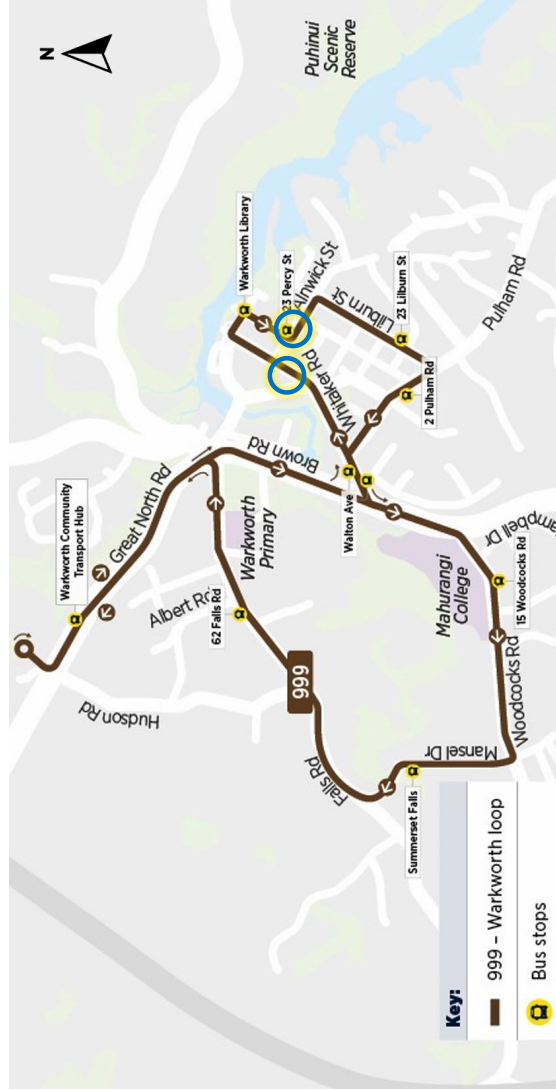 N
Puhinui
Scenic
Reserve
Warkworth Library
23 Percy St
Alnwick St
Lilburn St
23 Lilburn St
Pulham Rd
2 Pulham Rd
Whitaker Rd
Brown Rd
Walton Ave
Warkworth Community
Transport Hub
Great North Rd
Warkworth
Primary
Albert Rd
62 Falls Rd
Hudson Rd
999
Falls Rd
Mahurangi
College
ampbell Dr
15 Woodcocks Rd
Woodcocks Rd
Mansel Dr
Summerset Falls
Key:
999 – Warkworth loop
Bus stops